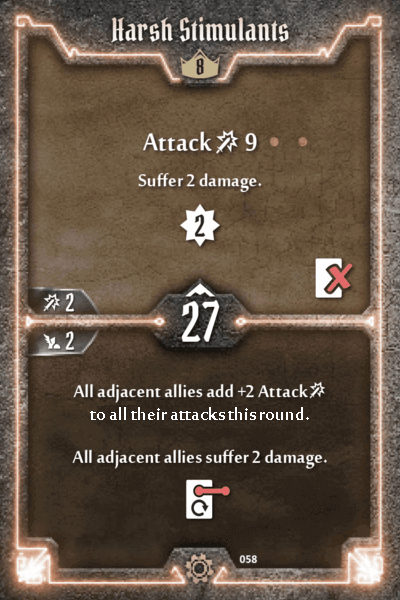 Harsh Stimulants
8
Attack 9
Suffer 2 damage.
2
2
27
2
All adjacent allies add +2 Attack
to all their attacks this round.
All adjacent allies suffer 2 damage.
058